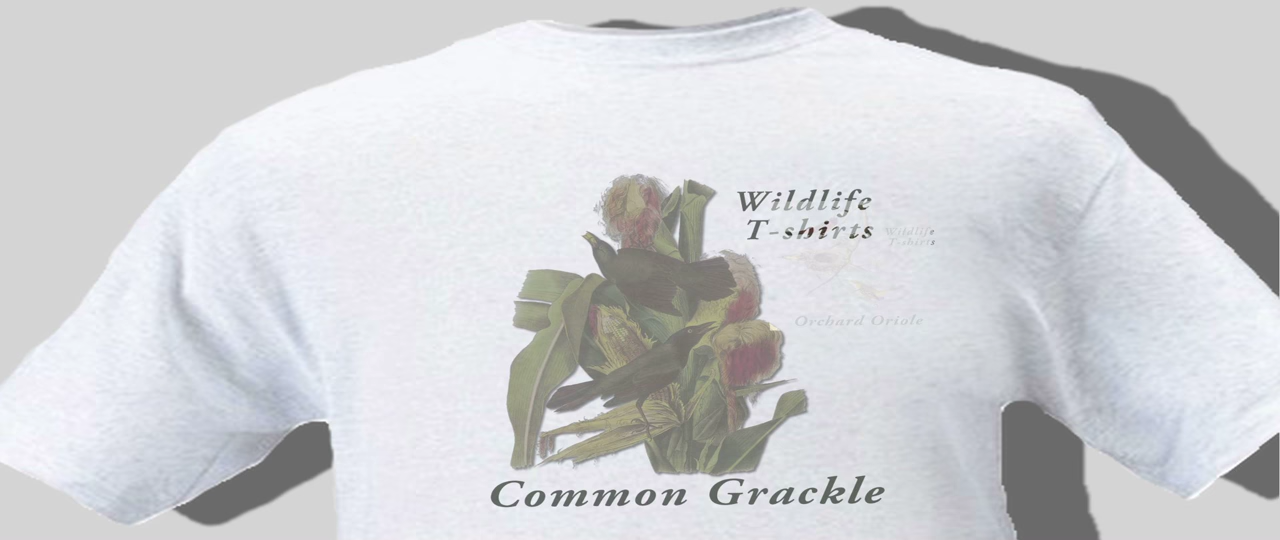 Wildlife
T-shirts
Wildlife
T-shirts
Orchard Oriole
Common Grackle